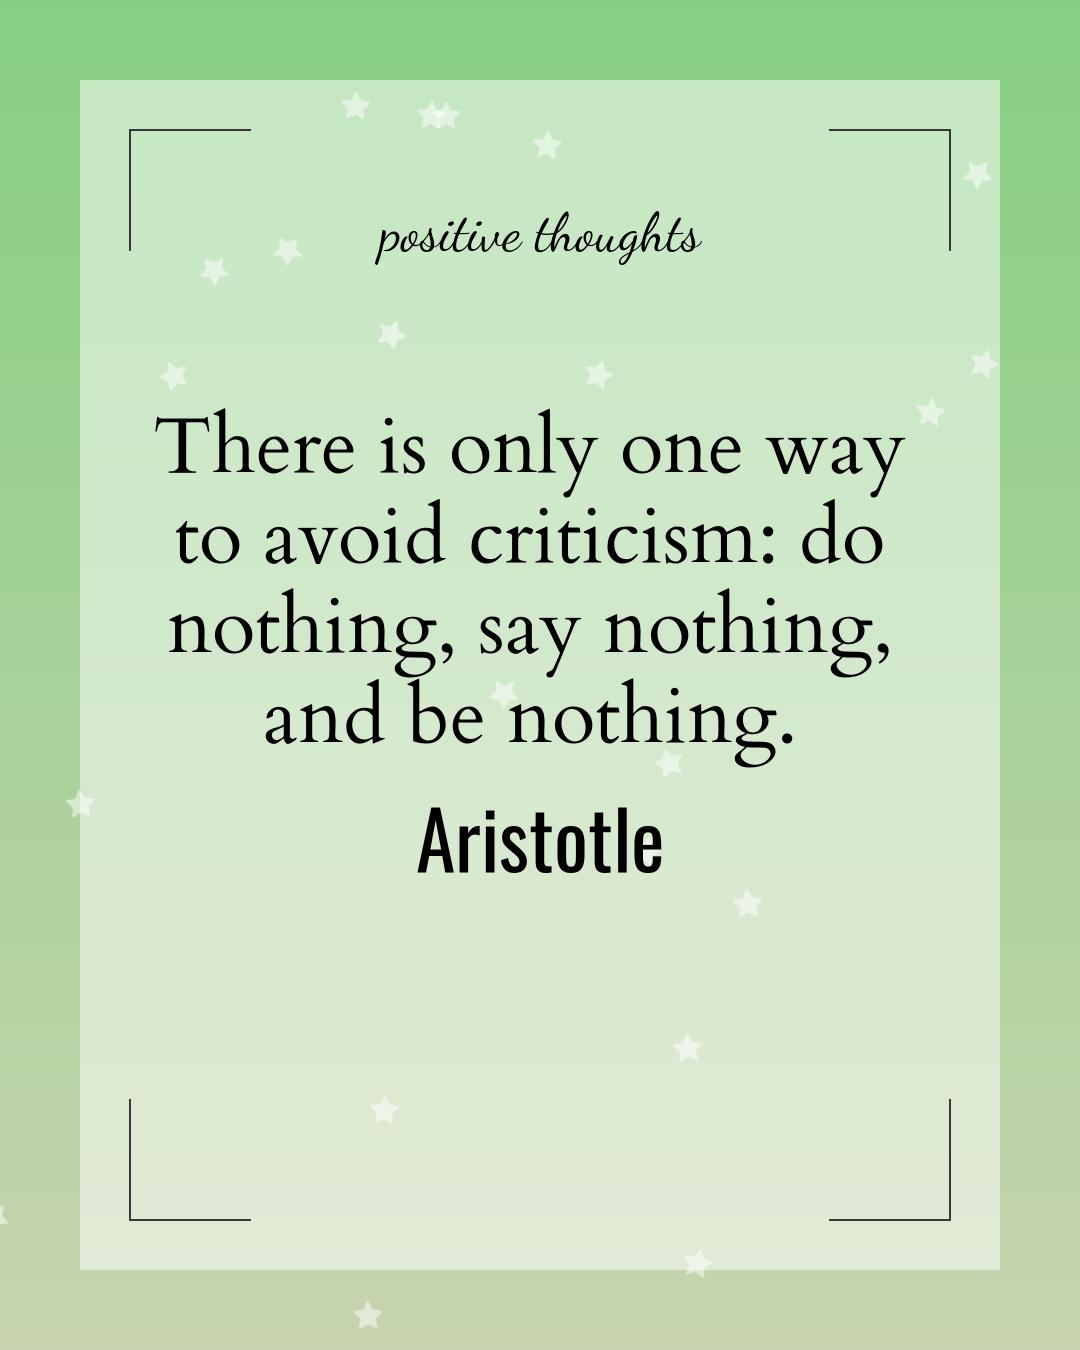 positive thoughts
There is only one way
to avoid criticism: do
nothing, say nothing,
and be nothing.
Aristotle